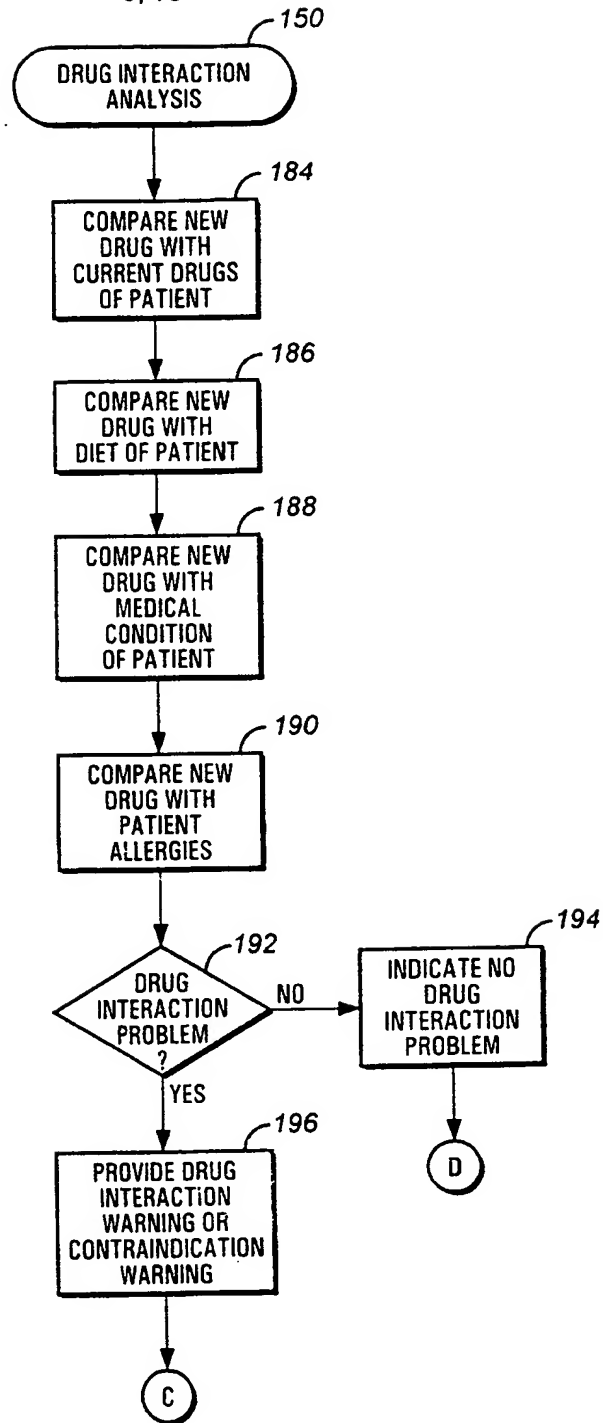 150
DRUG INTERACTION
ANALYSIS
184
COMPARE NEW
DRUG WITH
CURRENT DRUGS
OF PATIENT
186
COMPARE NEW
DRUG WITH
DIET OF PATIENT
188
COMPARE NEW
DRUG WITH
MEDICAL
CONDITION
OF PATIENT
190
COMPARE NEW
DRUG WITH
PATIENT
ALLERGIES
192
DRUG
INTERACTION
PROBLEM
?
NO
194
INDICATE NO
DRUG
INTERACTION
PROBLEM
D
YES
196
PROVIDE DRUG
INTERACTION
WARNING OR
CONTRAINDICATION
WARNING
C